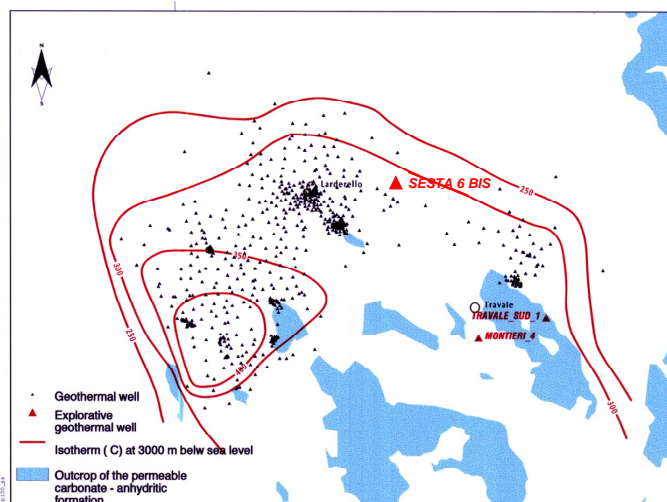 N
S
Larderello
SESTA 6 BIS
250
250
300
250
400
Travale
TRAVALE_SUD_1
MONTIERI_4
300
Geothermal well
Explorative
geothermal well
Isotherm ( C) at 3000 m belw sea level
Outcrop of the permeable
carbonate - anhydritic
formation